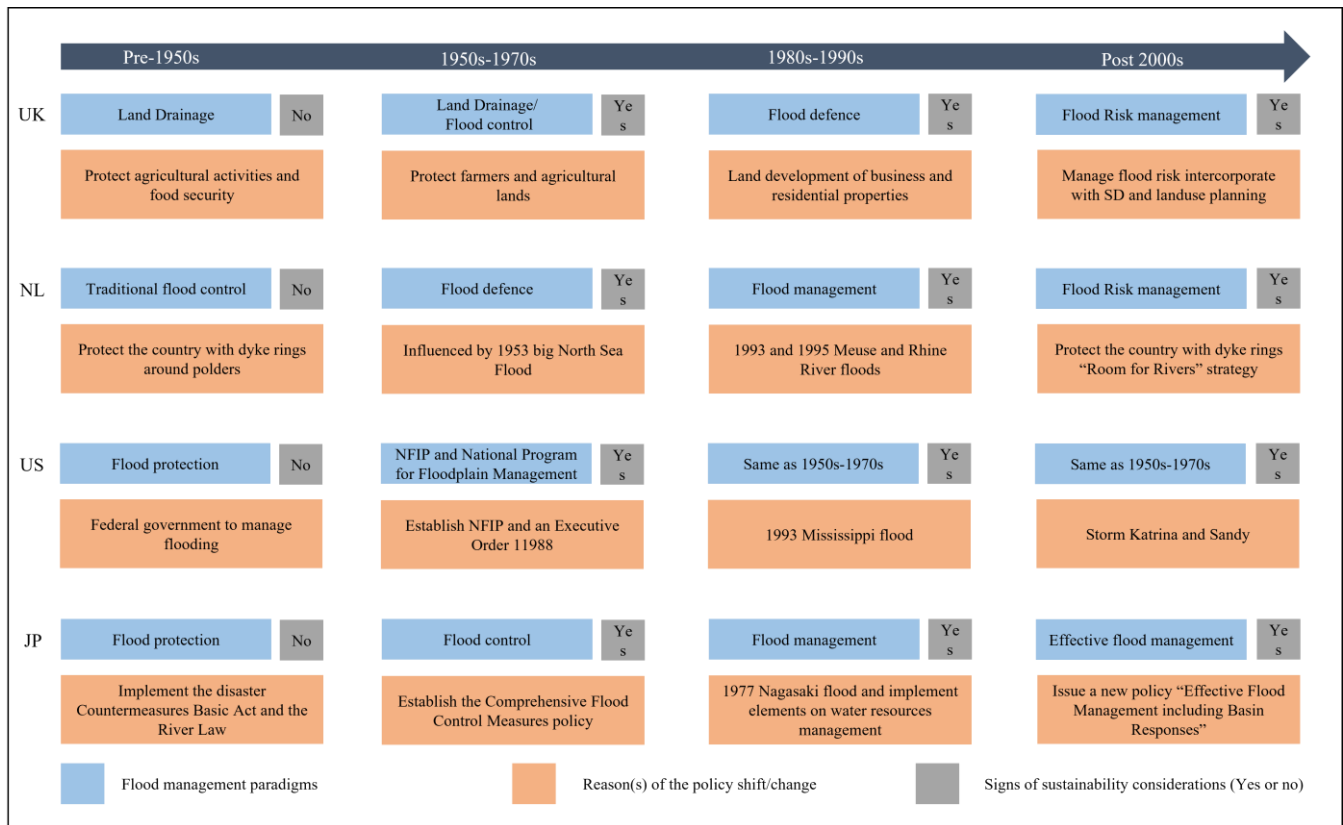 Pre-1950s
1950s-1970s
1980s-1990s
Post 2000s
UK
Land Drainage
No
Land Drainage/
Flood control
Ye
s
Flood defence
Ye
s
Flood Risk management
Ye
s
Protect agricultural activities and
food security
Protect farmers and agricultural
lands
Land development of business and
residential properties
Manage flood risk intercorporate
with SD and landuse planning
NL
Traditional flood control
No
Flood defence
Ye
s
Flood management
Ye
s
Flood Risk management
Ye
s
Protect the country with dyke rings
around polders
Influenced by 1953 big North Sea
Flood
1993 and 1995 Meuse and Rhine
River floods
Protect the country with dyke rings
“Room for Rivers” strategy
US
Flood protection
No
NFIP and National Program
for Floodplain Management
Ye
s
Same as 1950s-1970s
Ye
s
Same as 1950s-1970s
Ye
s
Federal government to manage
flooding
Establish NFIP and an Executive
Order 11988
1993 Mississippi flood
Storm Katrina and Sandy
JP
Flood protection
No
Flood control
Ye
s
Flood management
Ye
s
Effective flood management
Ye
s
Implement the disaster
Countermeasures Basic Act and the
River Law
Establish the Comprehensive Flood
Control Measures policy
1977 Nagasaki flood and implement
elements on water resources
management
Issue a new policy “Effective Flood
Management including Basin
Responses”
Flood management paradigms
Reason(s) of the policy shift/change
Signs of sustainability considerations (Yes or no)